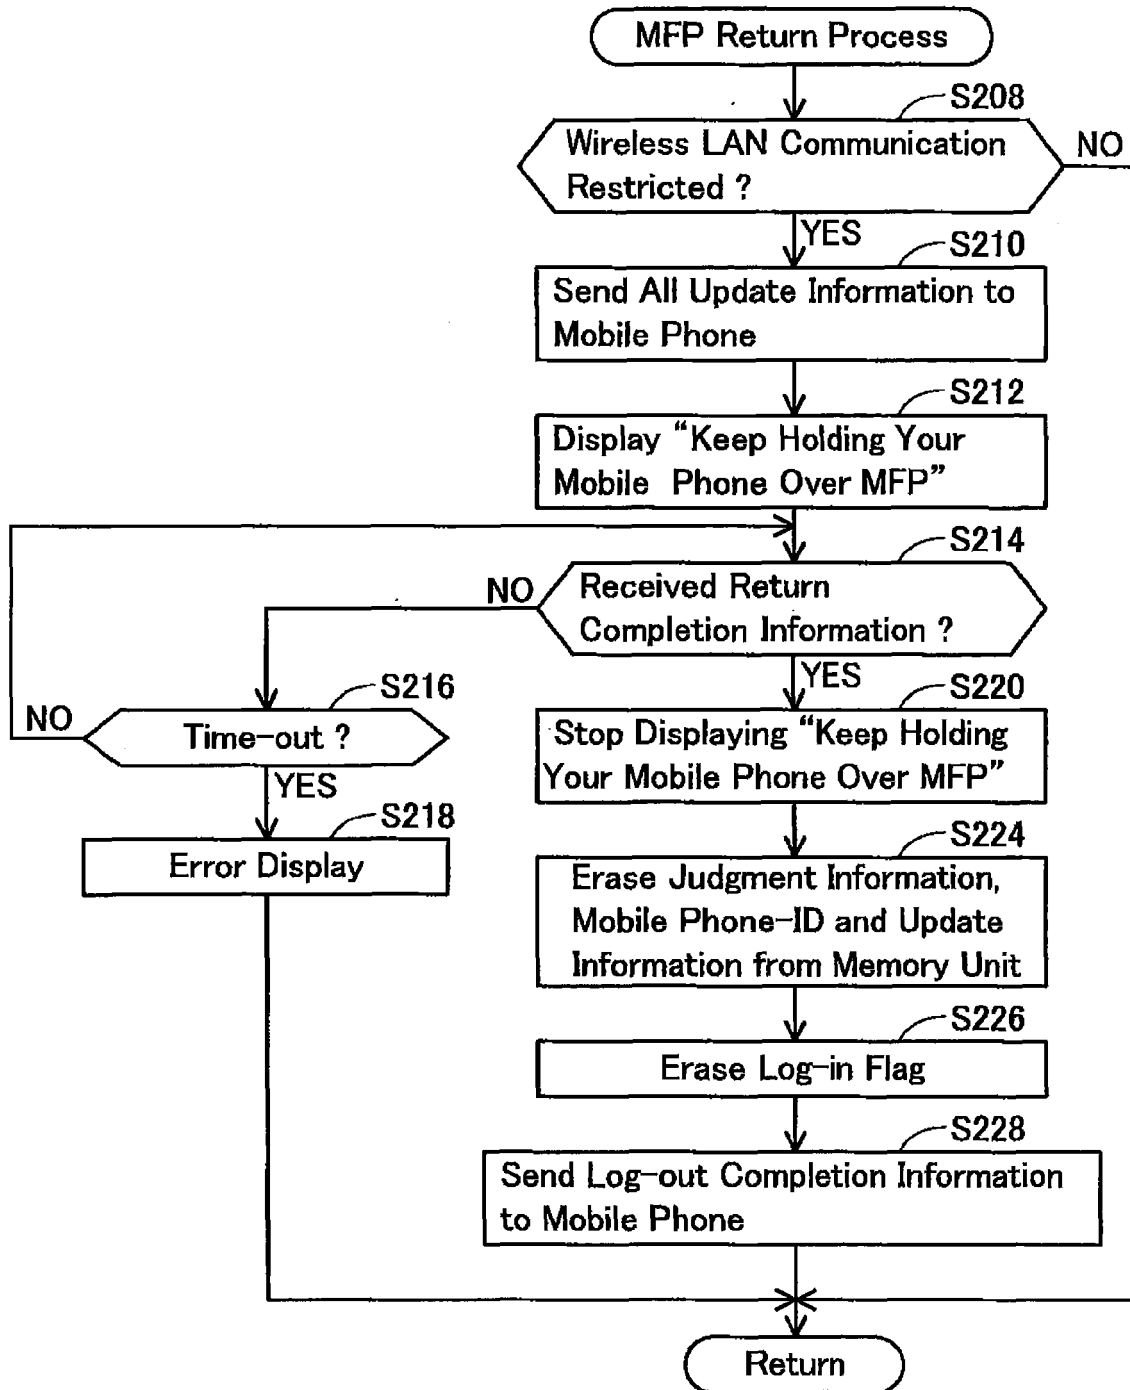 MFP Return Process
S208
Wireless LAN Communication
Restricted ?
NO
YES
S210
Send All Update Information to
Mobile Phone
S212
Display “Keep Holding Your
Mobile Phone Over MFP”
S214
NO
Received Return
Completion Information ?
YES
S216
NO
Time-out ?
YES
S218
Error Display
S220
Stop Displaying “Keep Holding
Your Mobile Phone Over MFP”
S224
Erase Judgment Information,
Mobile Phone-ID and Update
Information from Memory Unit
S226
Erase Log-in Flag
S228
Send Log-out Completion Information
to Mobile Phone
Return